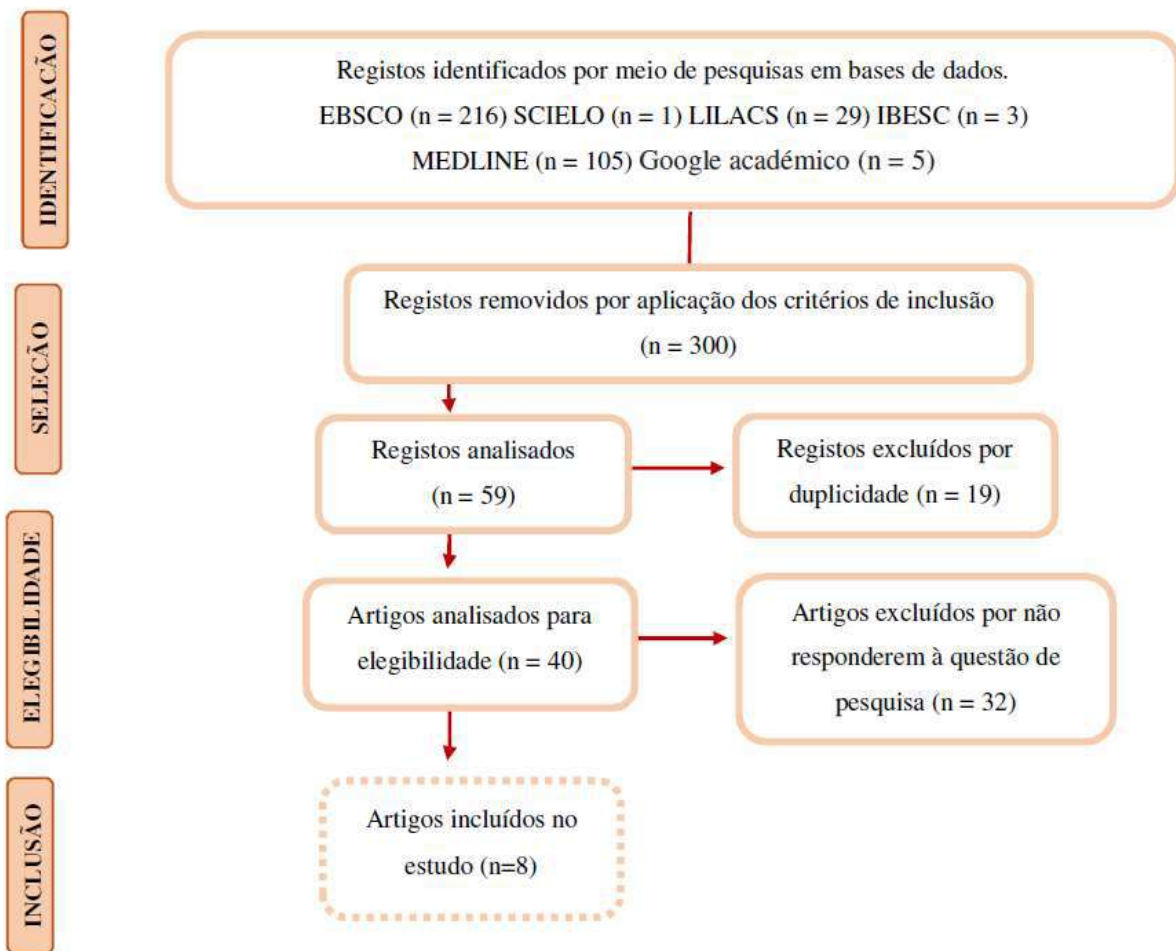 IDENTIFICAÇÃO
Registos identificados por meio de pesquisas em bases de dados.
EBSCO (n = 216) SCIELO (n = 1) LILACS (n = 29) IBESC (n = 3)
MEDLINE (n = 105) Google académico (n = 5)
SELEÇÃO
Registos removidos por aplicação dos critérios de inclusão
(n = 300)
Registos analisados
(n = 59)
Registos excluídos por
duplicidade (n = 19)
ELEGIBILIDADE
Artigos analisados para
elegibilidade (n = 40)
Artigos excluídos por não
responderem à questão de
pesquisa (n = 32)
INCLUSÃO
Artigos incluídos no
estudo (n=8)